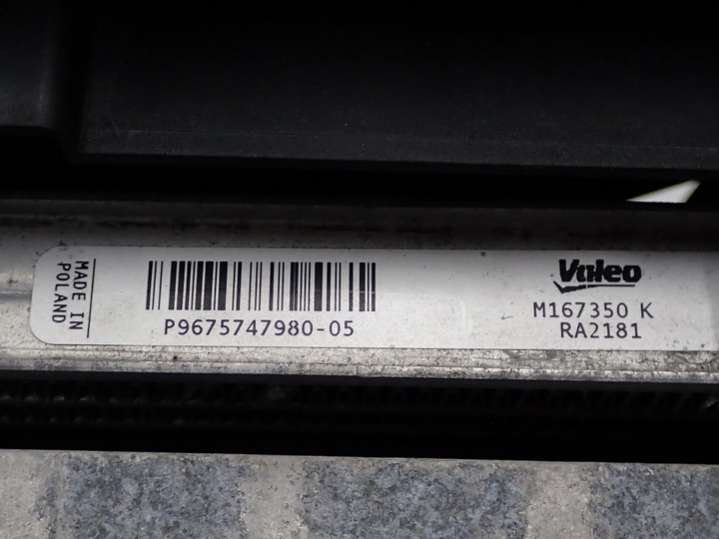 MADE IN
POLAND
P9675747980-05
Valeo
M167350 K
RA2181